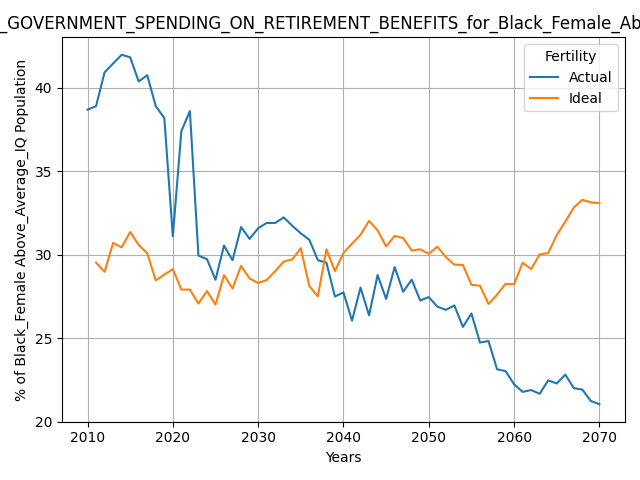 _GOVERNMENT_SPENDING_ON_RETIREMENT_BENEFITS_for_Black_Female_Ab
% of Black_Female Above_Average_IQ Population
Fertility
Actual
Ideal
40
35
30
25
20
2010 2020 2030 2040 2050 2060 2070
Years